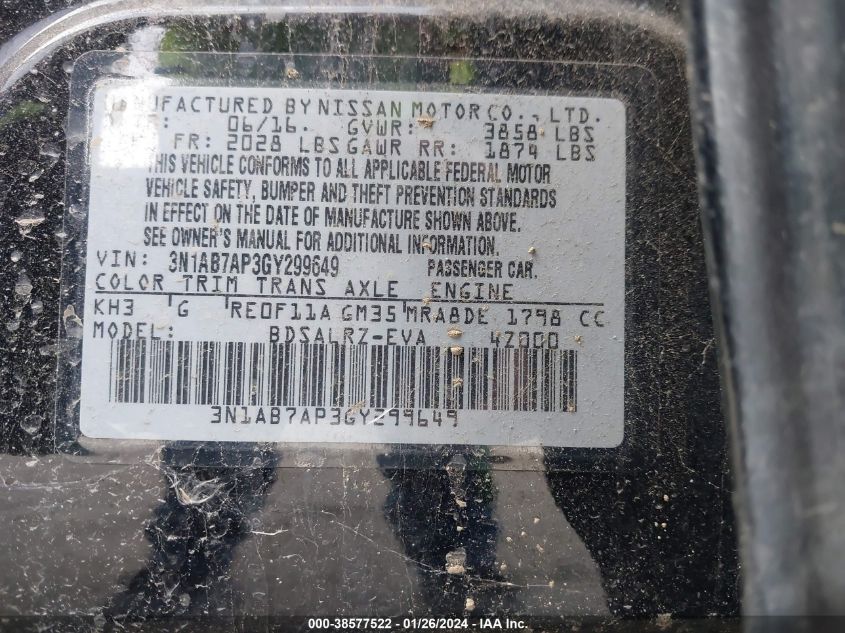 MANUFACTURED BY NISSAN MOTOR CO., LTD.
06/16. GVWR: 3858 LBS
FR: 2028 LBS GAWR RR: 1874 LBS
THIS VEHICLE CONFORMS TO ALL APPLICABLE FEDERAL MOTOR
VEHICLE SAFETY, BUMPER AND THEFT PREVENTION STANDARDS
IN EFFECT ON THE DATE OF MANUFACTURE SHOWN ABOVE.
SEE OWNER'S MANUAL FOR ADDITIONAL INFORMATION.
VIN: 3N1AB7AP3GY299649 PASSENGER CAR.
COLOR TRIM TRANS AXLE ENGINE
KH3 G RE0F11A GM35 MRA8DE 1798 CC
MODEL: BDSALRZ-EVA 4Z000
3N1AB7AP3GY299649
000-38577522 - 01/26/2024 - IAA Inc.